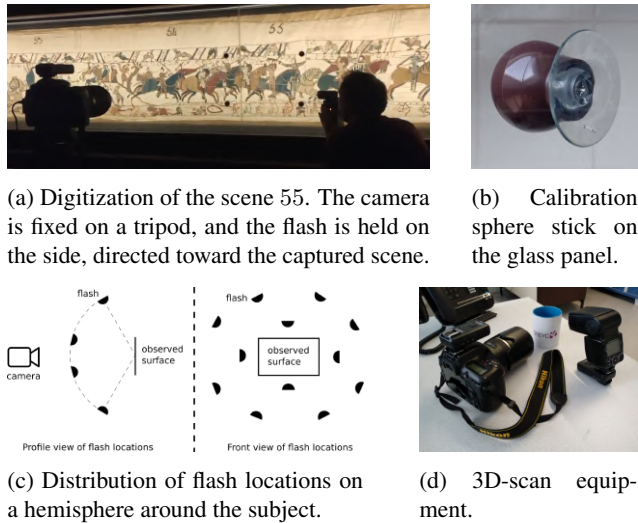 55
54
53
(a) Digitization of the scene 55. The camera
is fixed on a tripod, and the flash is held on
the side, directed toward the captured scene.
(b) Calibration
sphere stick on
the glass panel.
flash
camera
observed
surface
Profile view of flash locations
flash
observed
surface
Front view of flash locations
(c) Distribution of flash locations on
a hemisphere around the subject.
Nikon
(d) 3D-scan equip-
ment.